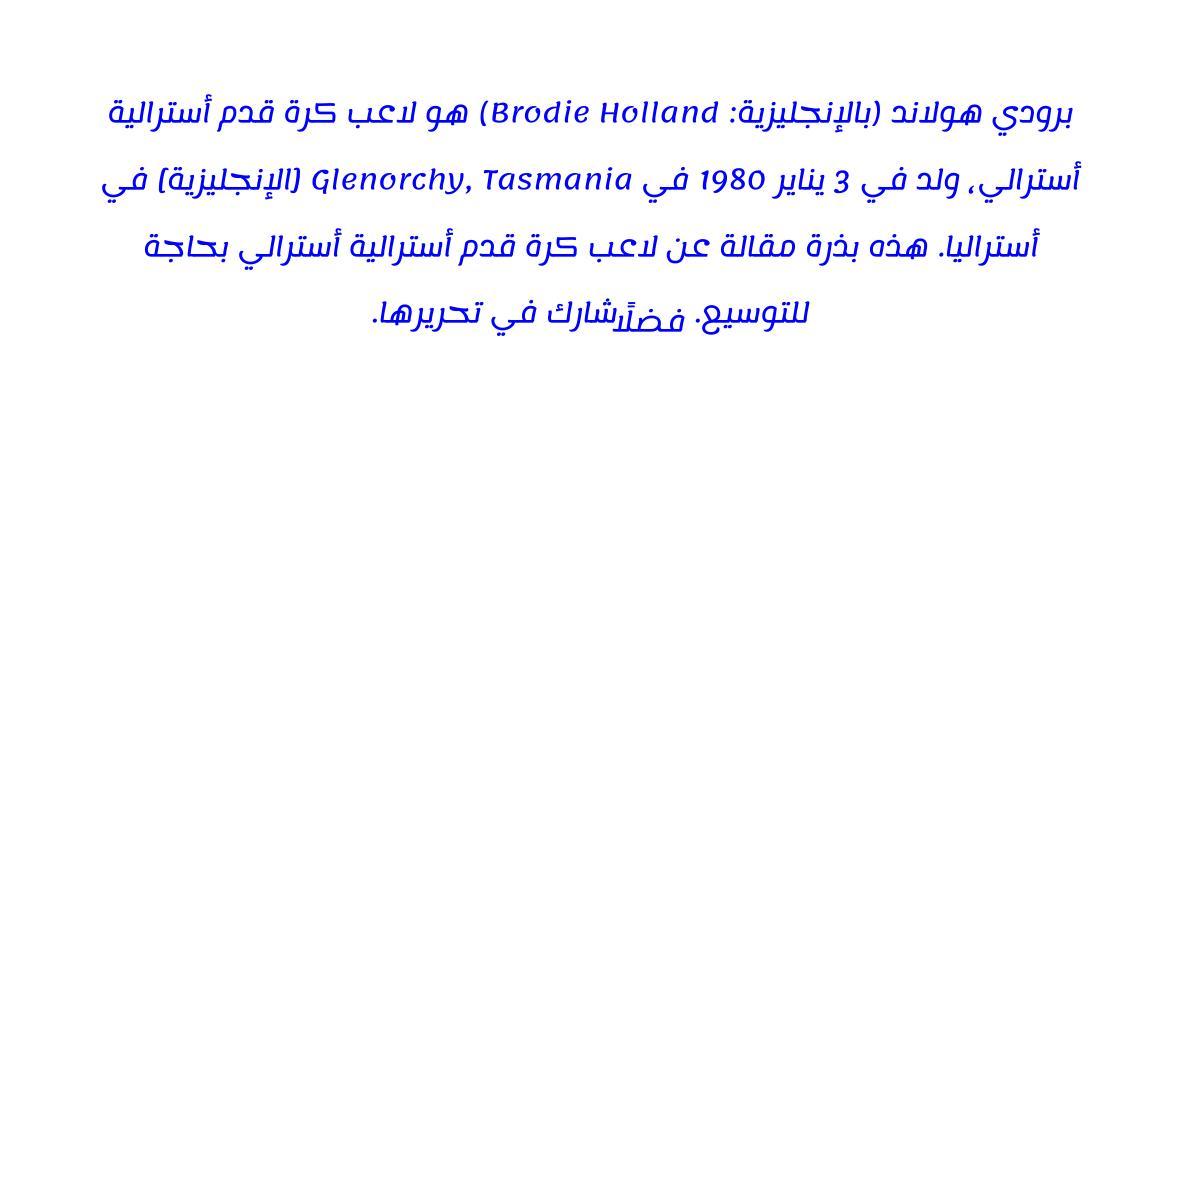 برودي هولاند (بالإنجليزية: Brodie Holland) هو لاعب كرة قدم أسترالية
أسترالي، ولد في 3 يناير 1980 في Glenorchy, Tasmania [الإنجليزية] في
أستراليا. هذه بذرة مقالة عن لاعب كرة قدم أسترالية أسترالي بحاجة
للتوسيع. فضلًا شارك في تحريرها.